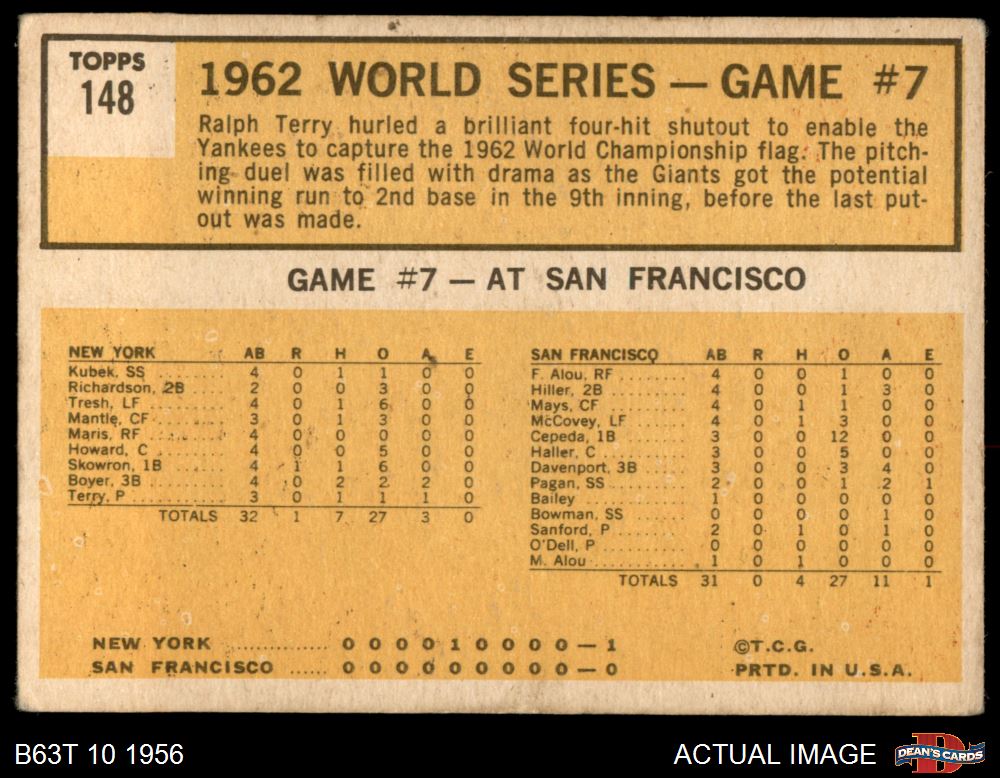 TOPPS
148
1962 WORLD SERIES — GAME #7
Ralph Terry hurled a brilliant four-hit shutout to enable the
Yankees to capture the 1962 World Championship flag. The pitch-
ing duel was filled with drama as the Giants got the potential
winning run to 2nd base in the 9th inning, before the last put-
out was made.
GAME #7 — AT SAN FRANCISCO
NEW YORK AB R H O A E
Kubek, SS ........ 4 0 1 1 0 0
Richardson, 2B ..... 2 0 0 3 0 0
Tresh, LF ........ 4 0 1 6 0 0
Mantle, CF ....... 3 0 1 3 0 0
Maris, RF ........ 4 0 0 0 0 0
Howard, C ....... 4 0 0 5 0 0
Skowron, 1B ...... 4 1 1 6 0 0
Boyer, 3B ........ 4 0 2 2 2 0
Terry, P .......... 3 0 1 1 1 0
TOTALS 32 1 7 27 3 0
SAN FRANCISCO AB R H O A E
F. Alou, RF ........ 4 0 0 1 0 0
Hiller, 2B ......... 4 0 0 1 3 0
Mays, CF ......... 4 0 1 1 0 0
McCovey, LF ...... 4 0 1 3 0 0
Cepeda, 1B ....... 3 0 0 12 0 0
Haller, C ......... 3 0 0 5 0 0
Davenport, 3B ..... 3 0 0 3 4 0
Pagan, SS ......... 2 0 0 1 2 1
Bailey ........... 1 0 0 0 0 0
Bowman, SS ....... 0 0 0 0 1 0
Sanford, P ........ 2 0 1 0 1 0
O'Dell, P ......... 0 0 0 0 0 0
M. Alou .......... 1 0 1 0 0 0
TOTALS 31 0 4 27 11 1
NEW YORK .............. 0 0 0 0 1 0 0 0 0 — 1
SAN FRANCISCO ...... 0 0 0 0 0 0 0 0 0 — 0
©T.C.G.
PRTD. IN U.S.A.
B63T 10 1956
ACTUAL IMAGE
DEAN'S CARDS